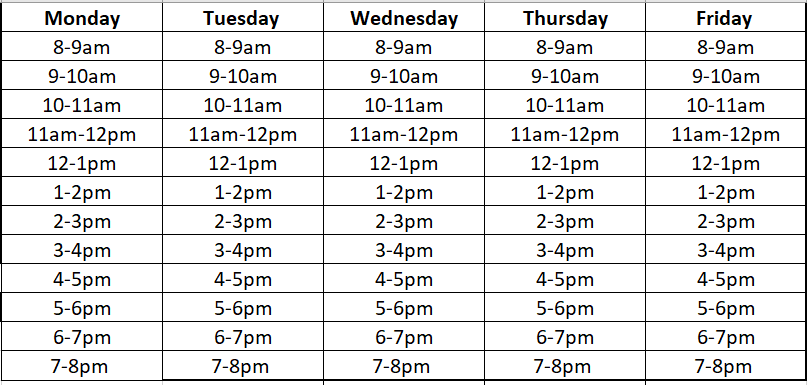 Monday Tuesday Wednesday Thursday Friday
8-9am 8-9am 8-9am 8-9am 8-9am
9-10am 9-10am 9-10am 9-10am 9-10am
10-11am 10-11am 10-11am 10-11am 10-11am
11am-12pm 11am-12pm 11am-12pm 11am-12pm 11am-12pm
12-1pm 12-1pm 12-1pm 12-1pm 12-1pm
1-2pm 1-2pm 1-2pm 1-2pm 1-2pm
2-3pm 2-3pm 2-3pm 2-3pm 2-3pm
3-4pm 3-4pm 3-4pm 3-4pm 3-4pm
4-5pm 4-5pm 4-5pm 4-5pm 4-5pm
5-6pm 5-6pm 5-6pm 5-6pm 5-6pm
6-7pm 6-7pm 6-7pm 6-7pm 6-7pm
7-8pm 7-8pm 7-8pm 7-8pm 7-8pm